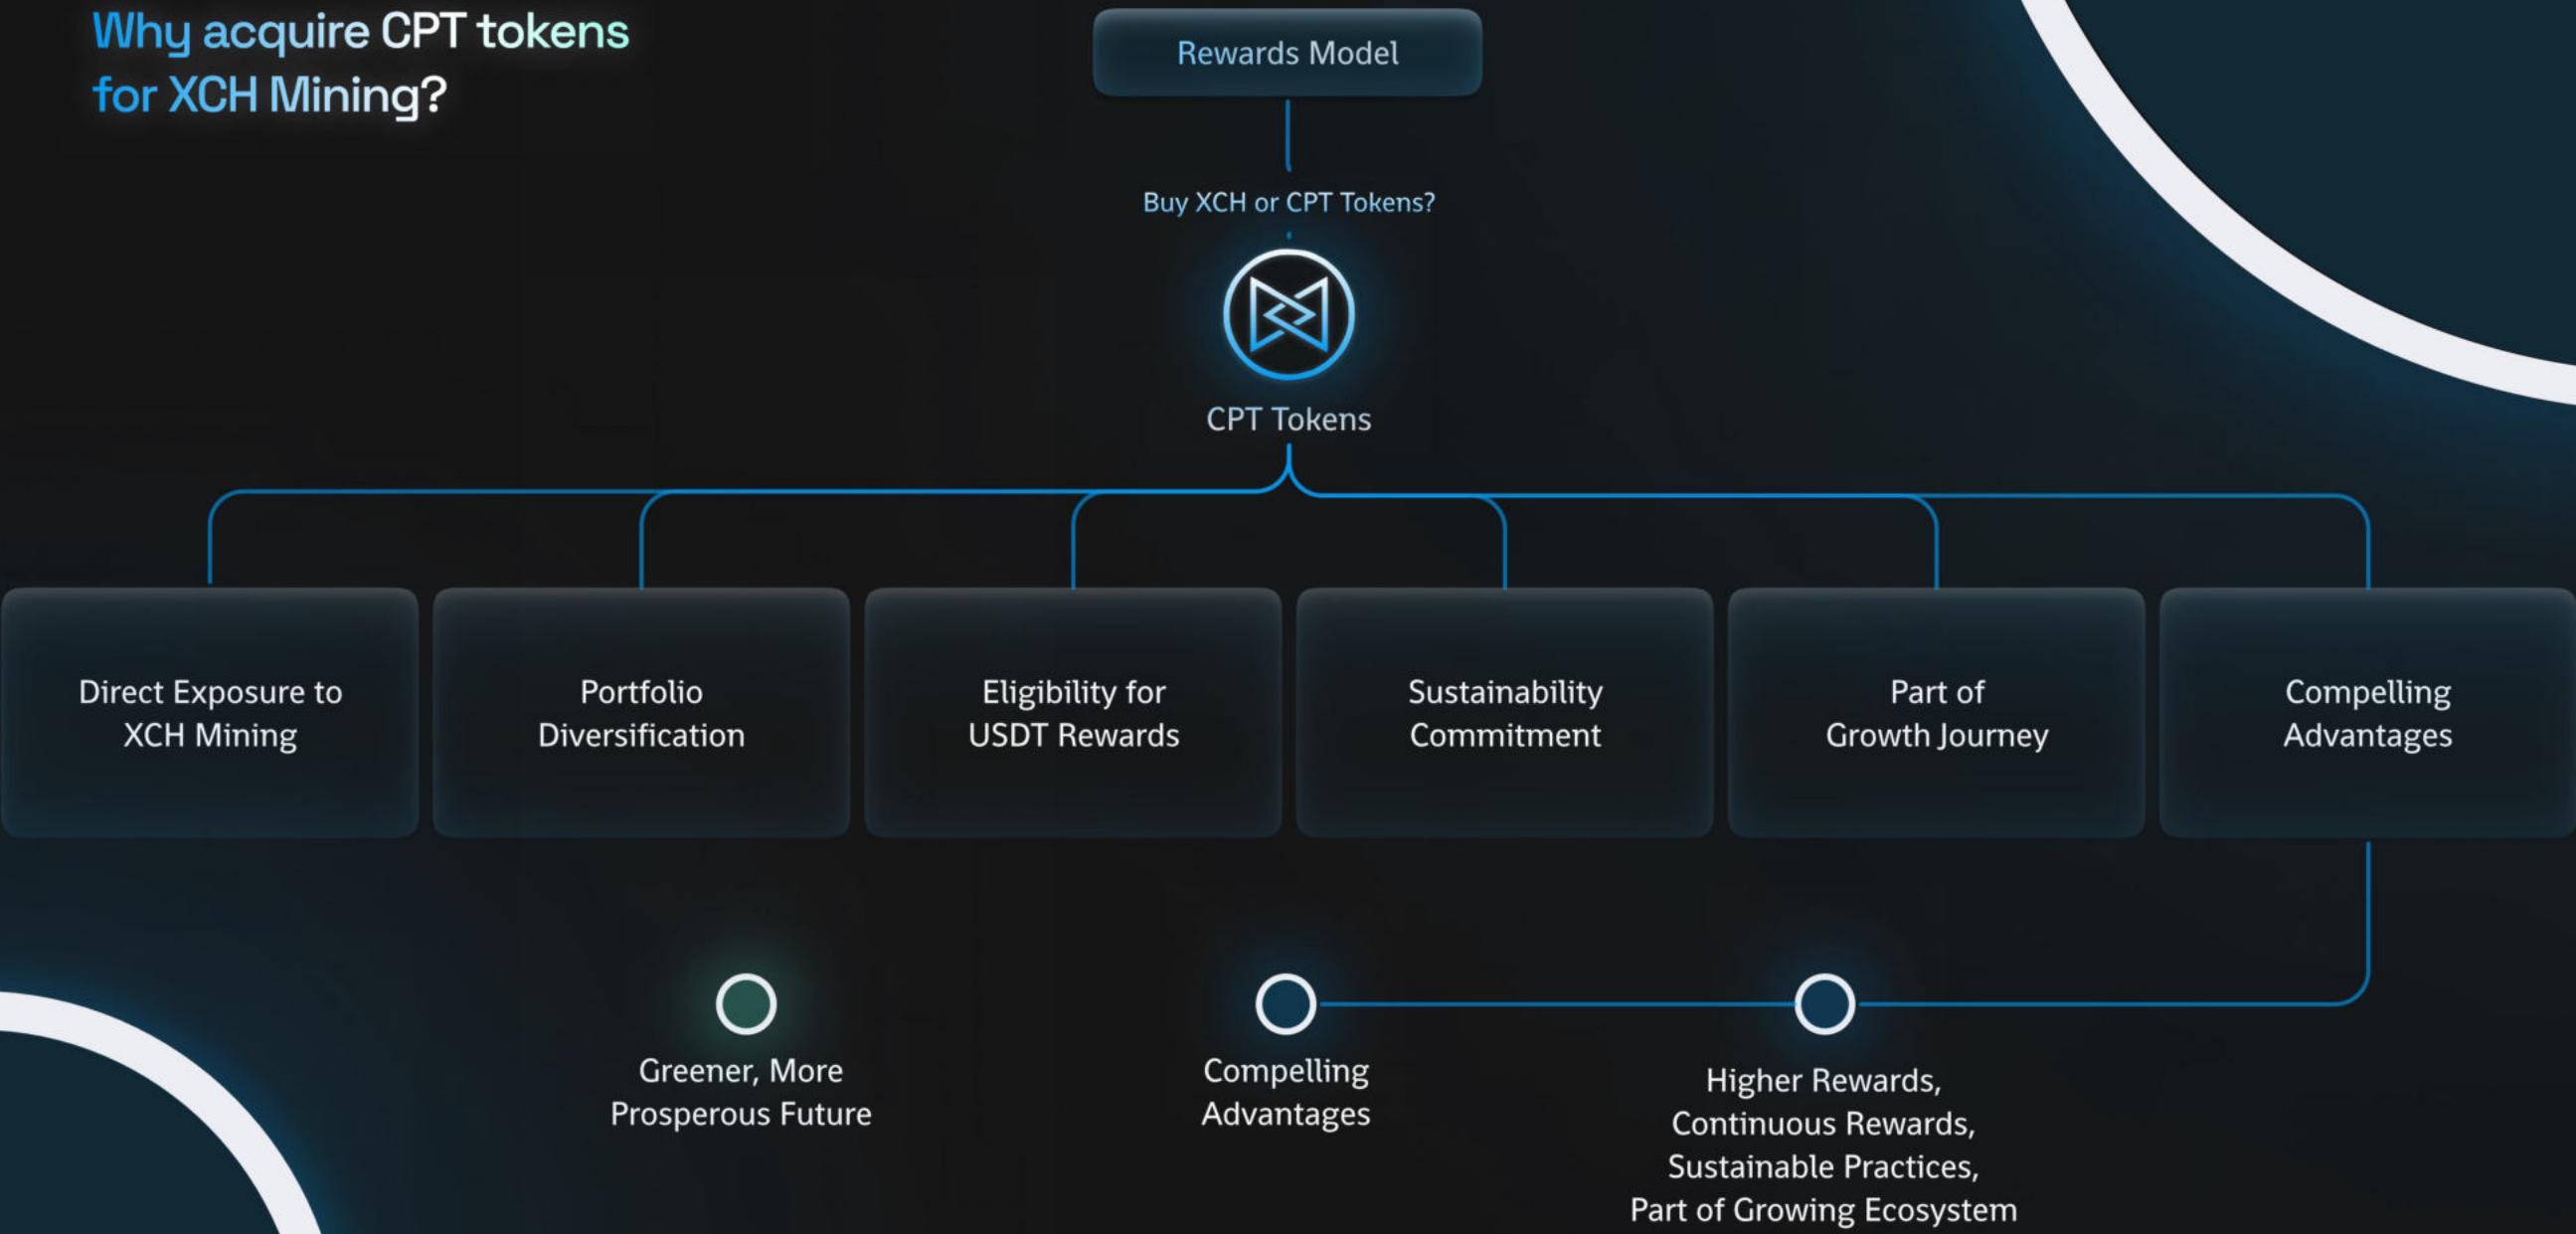 Why acquire CPT tokens
for XCH Mining?
Rewards Model
Buy XCH or CPT Tokens?
CPT Tokens
Direct Exposure to
XCH Mining
Portfolio
Diversification
Eligibility for
USDT Rewards
Sustainability
Commitment
Part of
Growth Journey
Compelling
Advantages
Greener, More
Prosperous Future
Compelling
Advantages
Higher Rewards,
Continuous Rewards,
Sustainable Practices,
Part of Growing Ecosystem